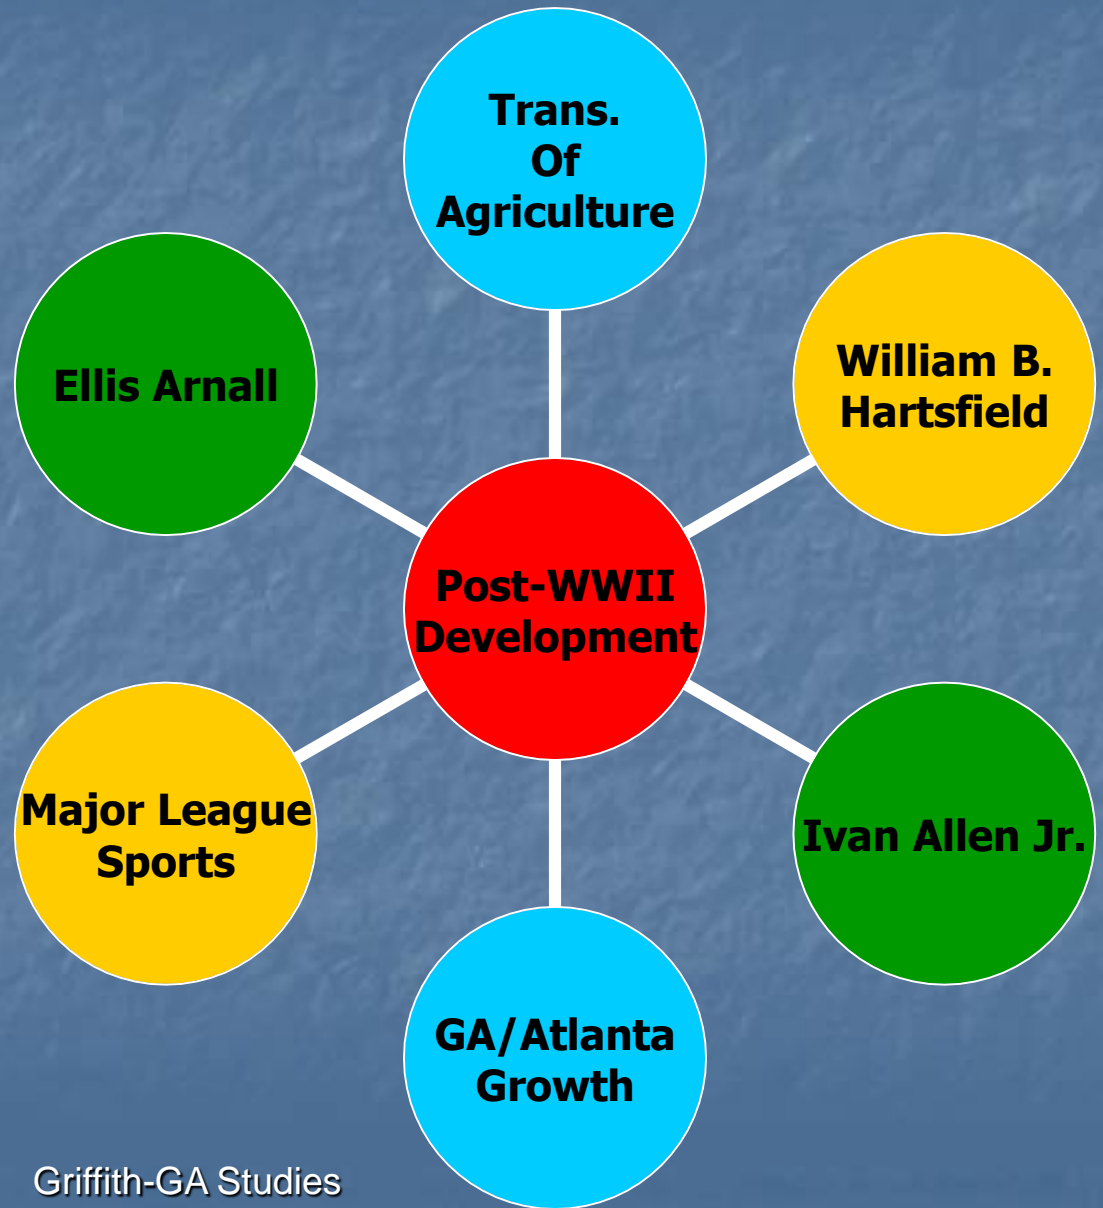 Trans.
Of
Agriculture
Ellis Arnall
William B.
Hartsfield
Post-WWII
Development
Major League
Sports
Ivan Allen Jr.
GA/Atlanta
Growth
Griffith-GA Studies